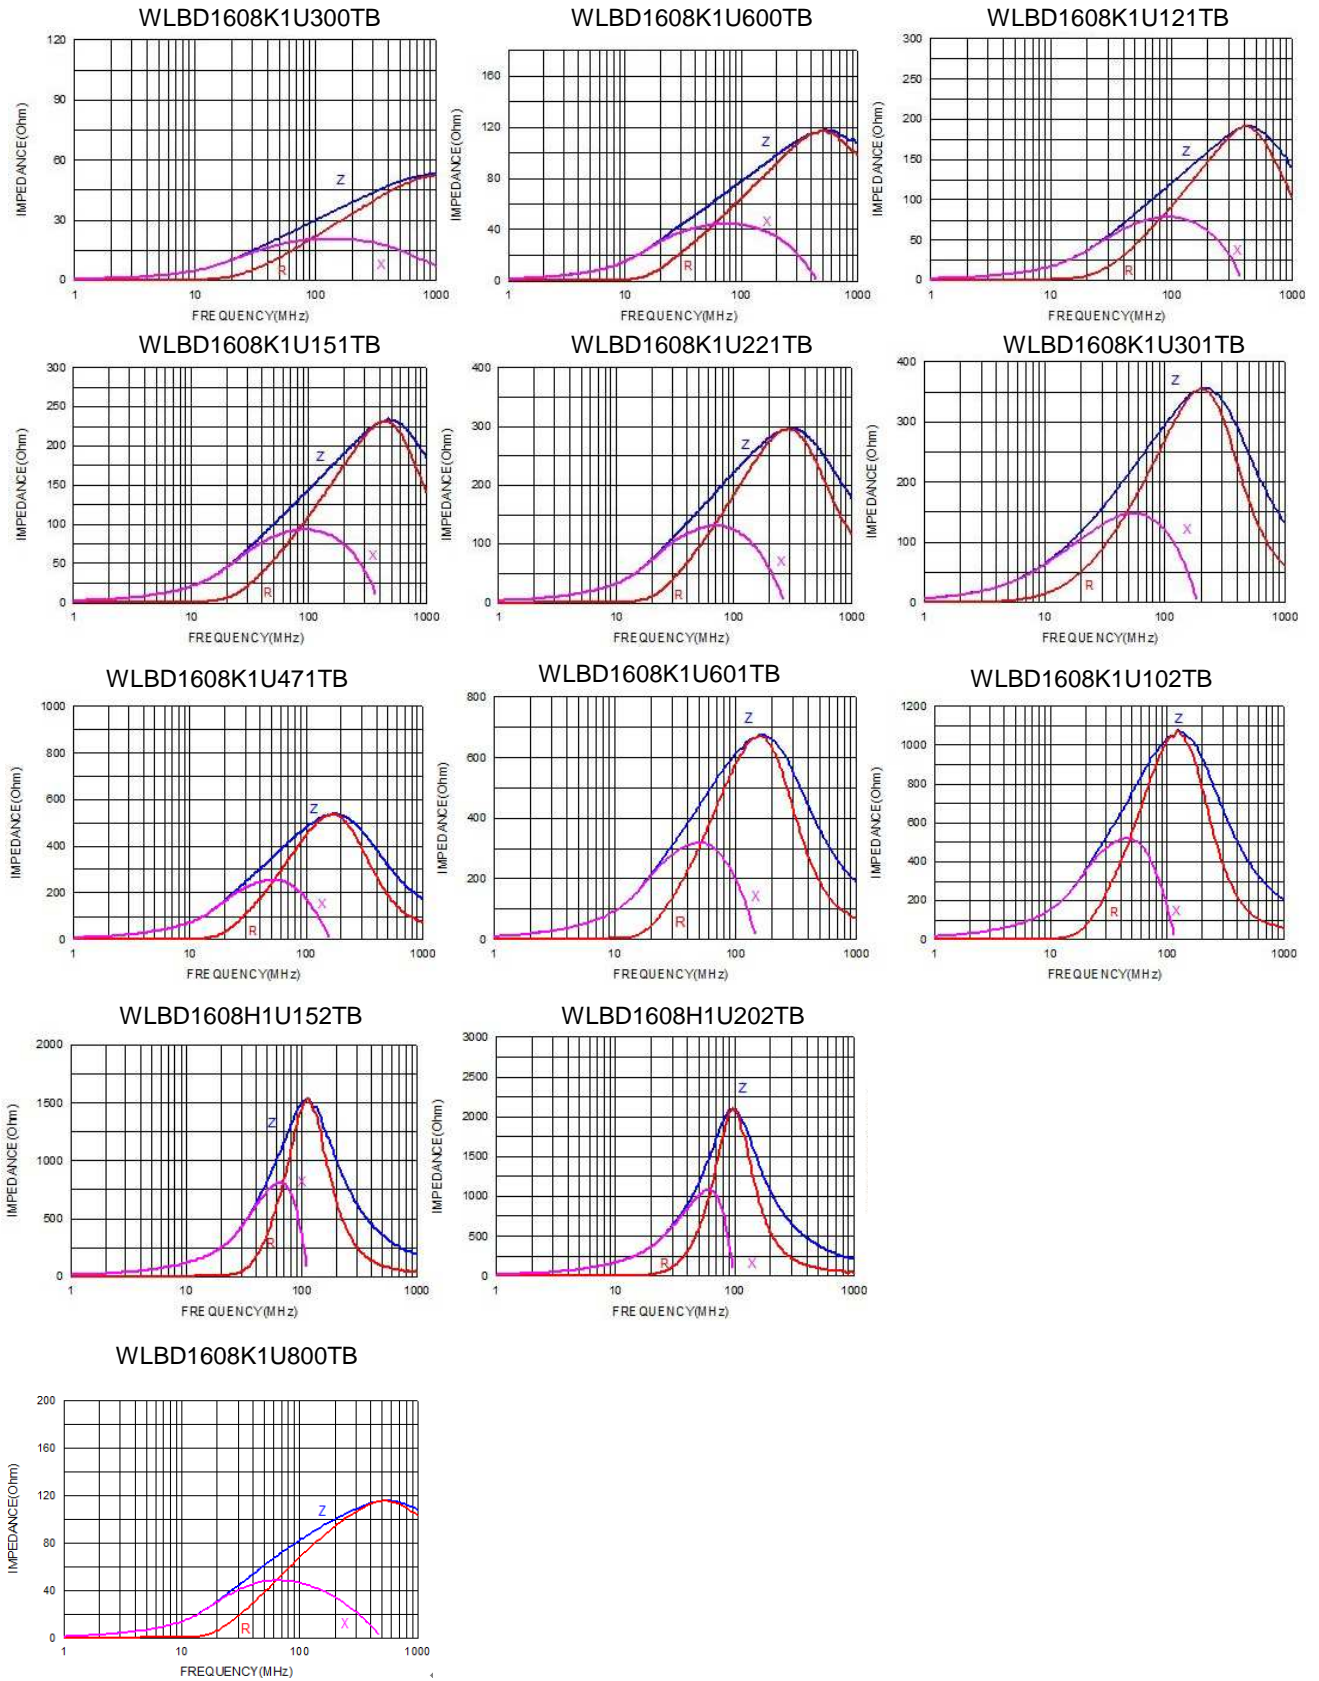 WLBD1608K1U300TB
IMPEDANCE(Ohm)
120
90
60
30
0
Z
R
X
1 10 100 1000
FREQUENCY(MHz)
WLBD1608K1U600TB
IMPEDANCE(Ohm)
160
120
80
40
0
Z
X
R
1 10 100 1000
FREQUENCY(MHz)
WLBD1608K1U121TB
IMPEDANCE(Ohm)
300
250
200
150
100
50
0
Z
X
R
1 10 100 1000
FREQUENCY(MHz)
WLBD1608K1U151TB
IMPEDANCE(Ohm)
300
250
200
150
100
50
0
Z
X
R
1 10 100 1000
FREQUENCY(MHz)
WLBD1608K1U221TB
IMPEDANCE(Ohm)
400
300
200
100
0
Z
X
R
1 10 100 1000
FREQUENCY(MHz)
WLBD1608K1U301TB
IMPEDANCE(Ohm)
400
300
200
100
0
Z
X
R
1 10 100 1000
FREQUENCY(MHz)
WLBD1608K1U471TB
IMPEDANCE(Ohm)
1000
800
600
400
200
0
Z
X
R
1 10 100 1000
FREQUENCY(MHz)
WLBD1608K1U601TB
IMPEDANCE(Ohm)
800
600
400
200
0
Z
X
R
1 10 100 1000
FREQUENCY(MHz)
WLBD1608K1U102TB
IMPEDANCE(Ohm)
1200
1000
800
600
400
200
0
Z
R
X
1 10 100 1000
FREQUENCY(MHz)
WLBD1608H1U152TB
IMPEDANCE(Ohm)
2000
1500
1000
500
0
Z
X
R
1 10 100 1000
FREQUENCY(MHz)
WLBD1608H1U202TB
IMPEDANCE(Ohm)
3000
2500
2000
1500
1000
500
0
Z
R
X
1 10 100 1000
FREQUENCY(MHz)
WLBD1608K1U800TB
IMPEDANCE(Ohm)
200
160
120
80
40
0
Z
X
R
1 10 100 1000
FREQUENCY(MHz)